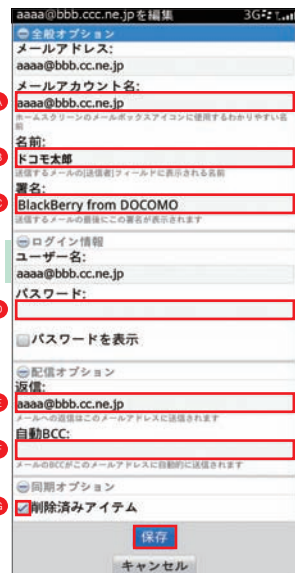 aaaa@bbb.ccc.ne.jpを編集 3G
全般オプション
メールアドレス:
aaaa@bbb.cc.ne.jp
メールアカウント名:
A aaaa@bbb.cc.ne.jp
ホームスクリーンのメールボックスアイコンに使用するわかりやすい名
前
名前:
B ドコモ太郎
送信するメールの[送信者]フィールドに表示される名前
署名:
C BlackBerry from DOCOMO
送信するメールの最後にこの署名が表示されます
ログイン情報
ユーザー名:
aaaa@bbb.cc.ne.jp
パスワード:
D
パスワードを表示
配信オプション
返信:
E aaaa@bbb.cc.ne.jp
メールへの返信はこのメールアドレスに送信されます
自動BCC:
F
メールのBCCがこのメールアドレスに自動的に送信されます
同期オプション
G 削除済みアイテム
保存
キャンセル